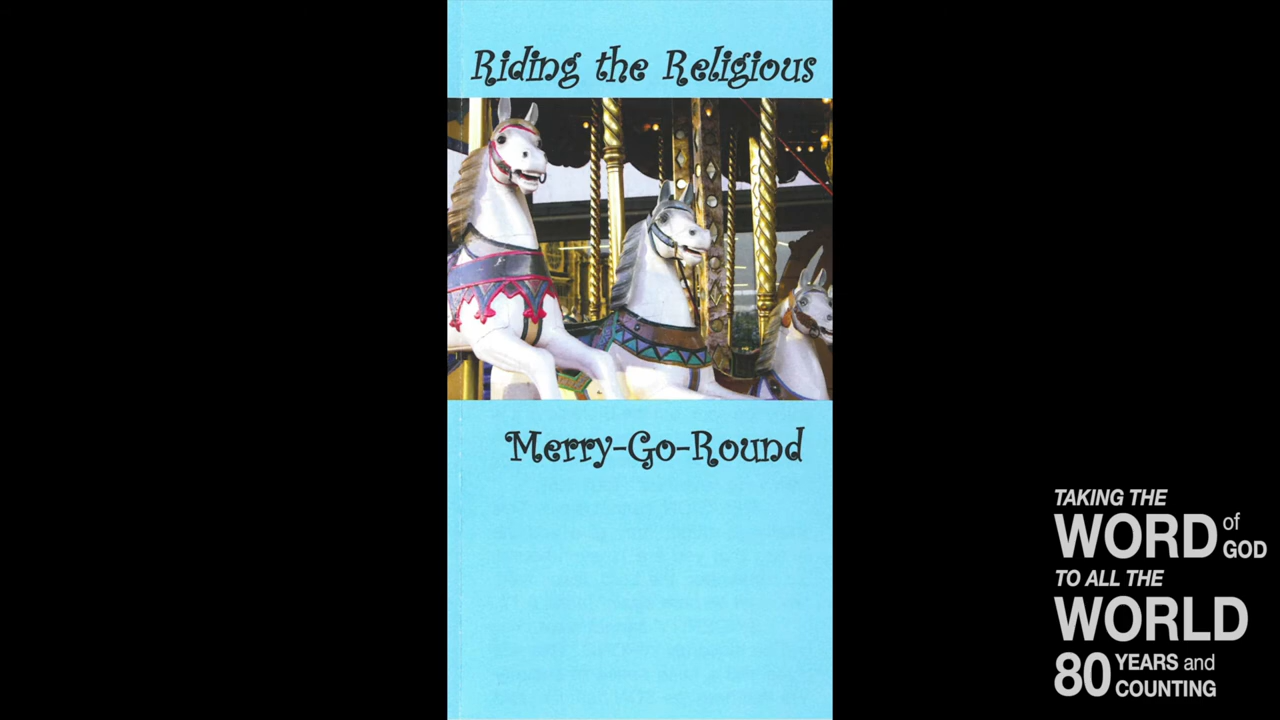 Riding the Religious
Merry-Go-Round
TAKING THE
WORD of
GOD
TO ALL THE
WORLD
80 YEARS and
COUNTING